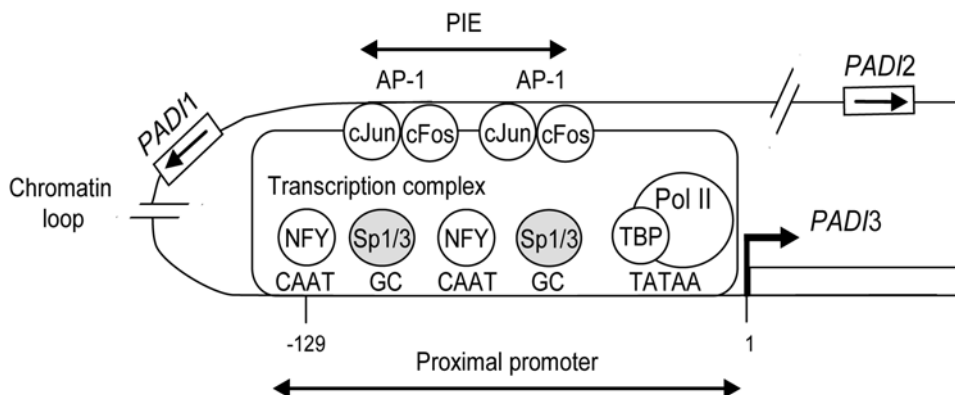 PIE
AP-1 AP-1
PADI2
PADI1
cJun cFos cJun cFos
Chromatin
loop
Transcription complex
Pol II
NFY Sp1/3 NFY Sp1/3 TBP
PADI3
CAAT GC CAAT GC TATAA
-129 1
Proximal promoter